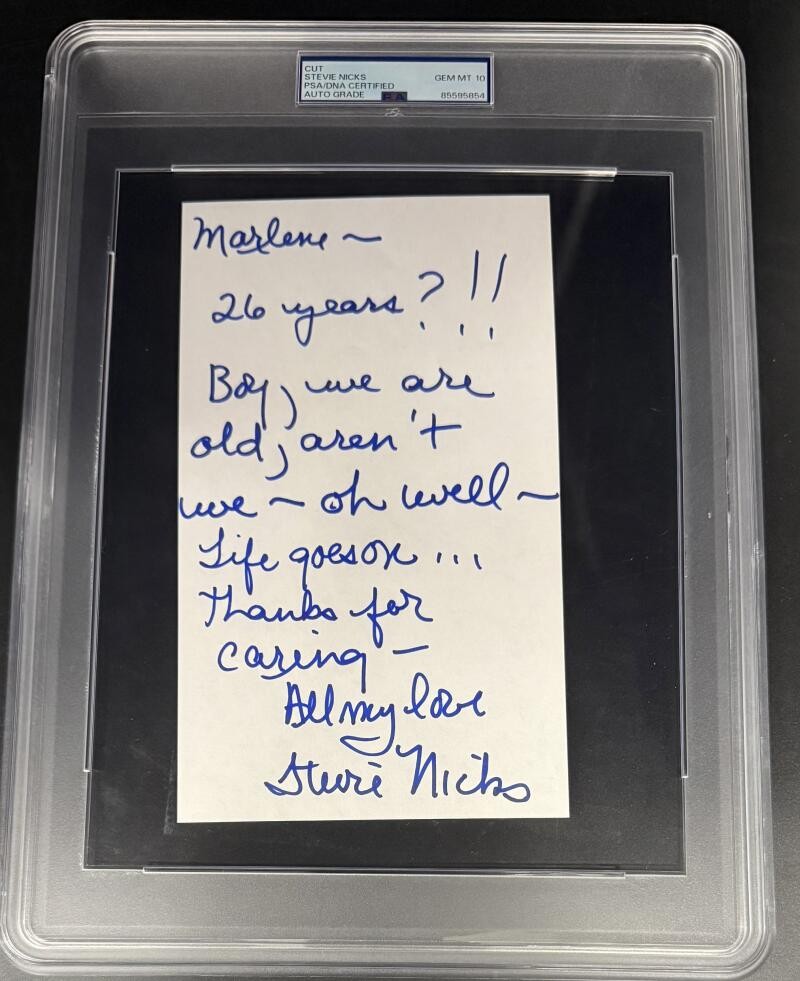 CUT
STEVIE NICKS GEM MT 10
PSA/DNA CERTIFIED
AUTO GRADE PSA 85595854
Marlene ~
26 years?!!
Boy, we are
old, aren't
we ~ oh well ~
Life goes on...
Thanks for
caring –
All my love
Stevie Nicks